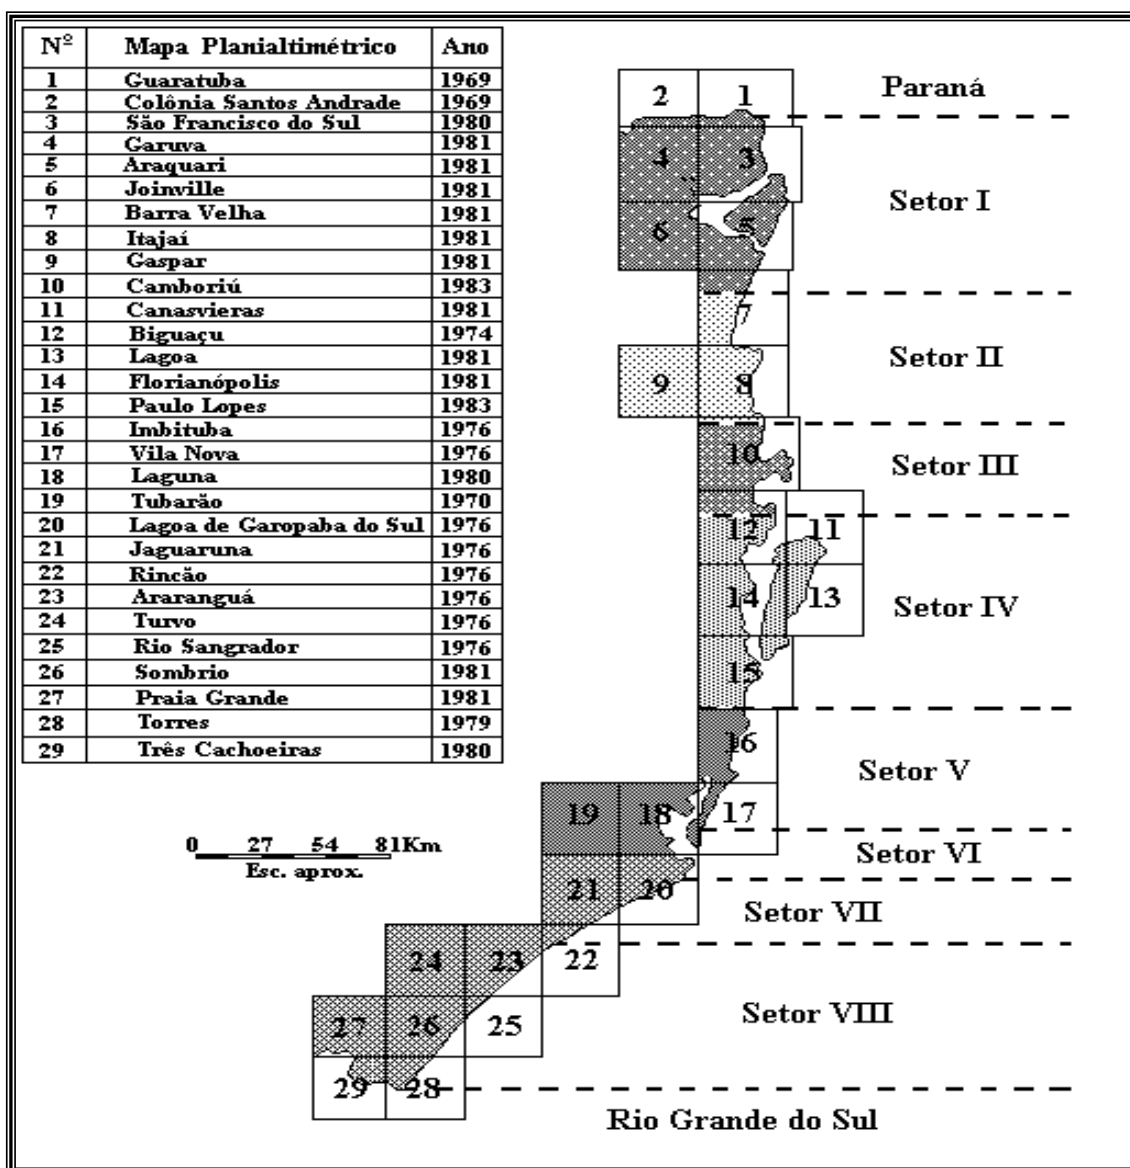 Nº Mapa Planialtimétrico Ano
1 Guaratuba 1969
2 Colônia Santos Andrade 1969
3 São Francisco do Sul 1980
4 Garuva 1981
5 Araquari 1981
6 Joinville 1981
7 Barra Velha 1981
8 Itajaí 1981
9 Gaspar 1981
10 Camboriú 1983
11 Canasvieras 1981
12 Biguaçu 1974
13 Lagoa 1981
14 Florianópolis 1981
15 Paulo Lopes 1983
16 Imbituba 1976
17 Vila Nova 1976
18 Laguna 1980
19 Tubarão 1970
20 Lagoa de Garopaba do Sul 1976
21 Jaguaruna 1976
22 Rincão 1976
23 Araranguá 1976
24 Turvo 1976
25 Rio Sangrador 1976
26 Sombrio 1981
27 Praia Grande 1981
28 Torres 1979
29 Três Cachoeiras 1980
0 27 54 81Km
Esc. aprox.
2 1 Paraná
4 3
Setor I
6 5
7
Setor II
9 8
10 Setor III
12 11
14 13 Setor IV
15
16
Setor V
19 18 17
Setor VI
21 20
Setor VII
24 23 22
27 26 25 Setor VIII
29 28
Rio Grande do Sul